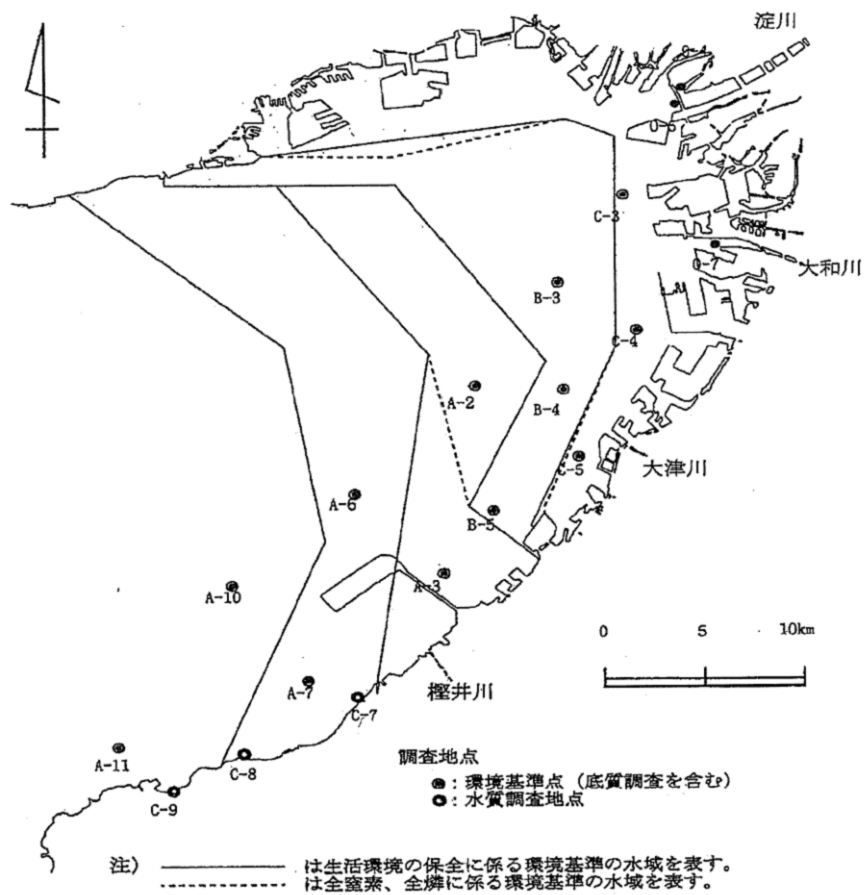 淀川
C-3
大和川
B-3
C-4
A-2
B-4
大津川
C-5
A-6
B-5
A-3
A-10
0 5 10km
A-7
樫井川
C-7
調査地点
A-11
C-8
：環境基準点（底質調査を含む）
C-9
：水質調査地点
注） は生活環境の保全に係る環境基準の水域を表す。
は全窒素、全燐に係る環境基準の水域を表す。